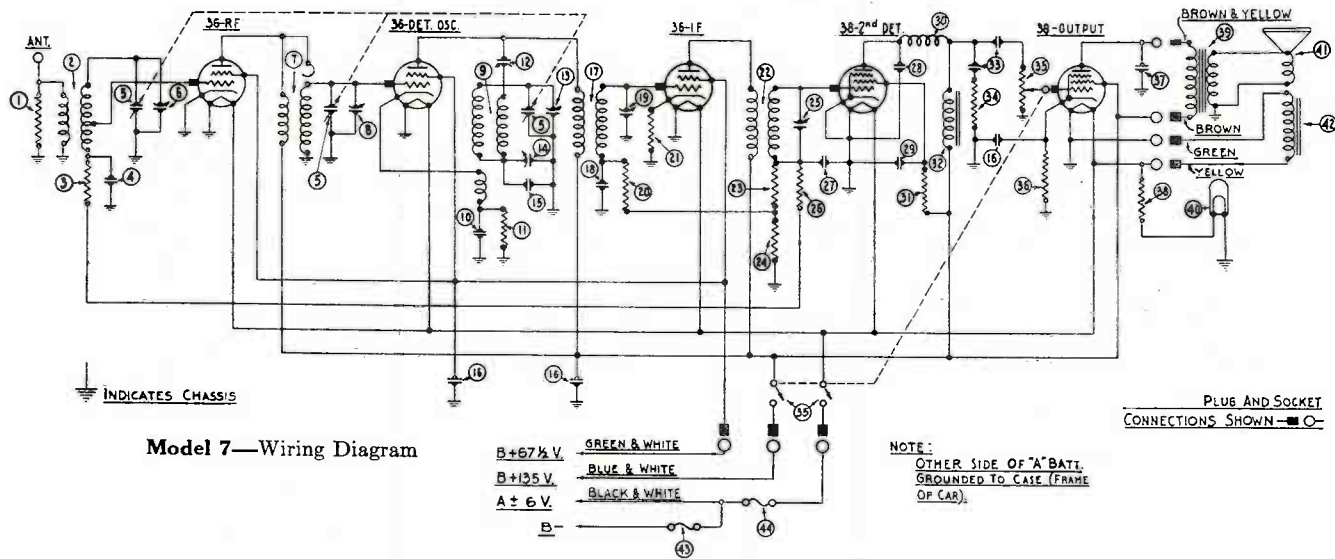 36-RF
36-DET. OSC.
36-IF
38-2nd DET.
38-OUTPUT
BROWN & YELLOW
ANT.
1
2
3
4
5
6
7
5
8
9
10
11
12
13
5
14
15
17
18
19
20
21
22
23
24
25
26
27
28
29
30
31
32
33
34
35
16
36
37
38
39
40
41
42
BROWN
GREEN
YELLOW
16
16
35
INDICATES CHASSIS
Model 7—Wiring Diagram
B+67½ V.
GREEN & WHITE
B+135 V.
BLUE & WHITE
A ± 6 V.
BLACK & WHITE
B-
43
44
NOTE:
OTHER SIDE OF "A" BATT.
GROUNDED TO CASE (FRAME
OF CAR).
PLUG AND SOCKET
CONNECTIONS SHOWN